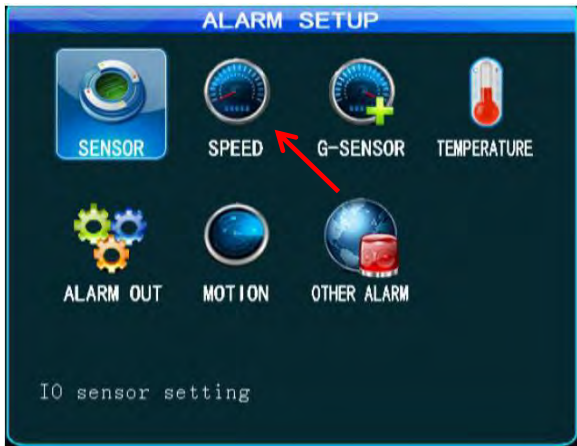 ALARM SETUP
SENSOR SPEED G-SENSOR TEMPERATURE
ALARM OUT MOTION OTHER ALARM
IO sensor setting